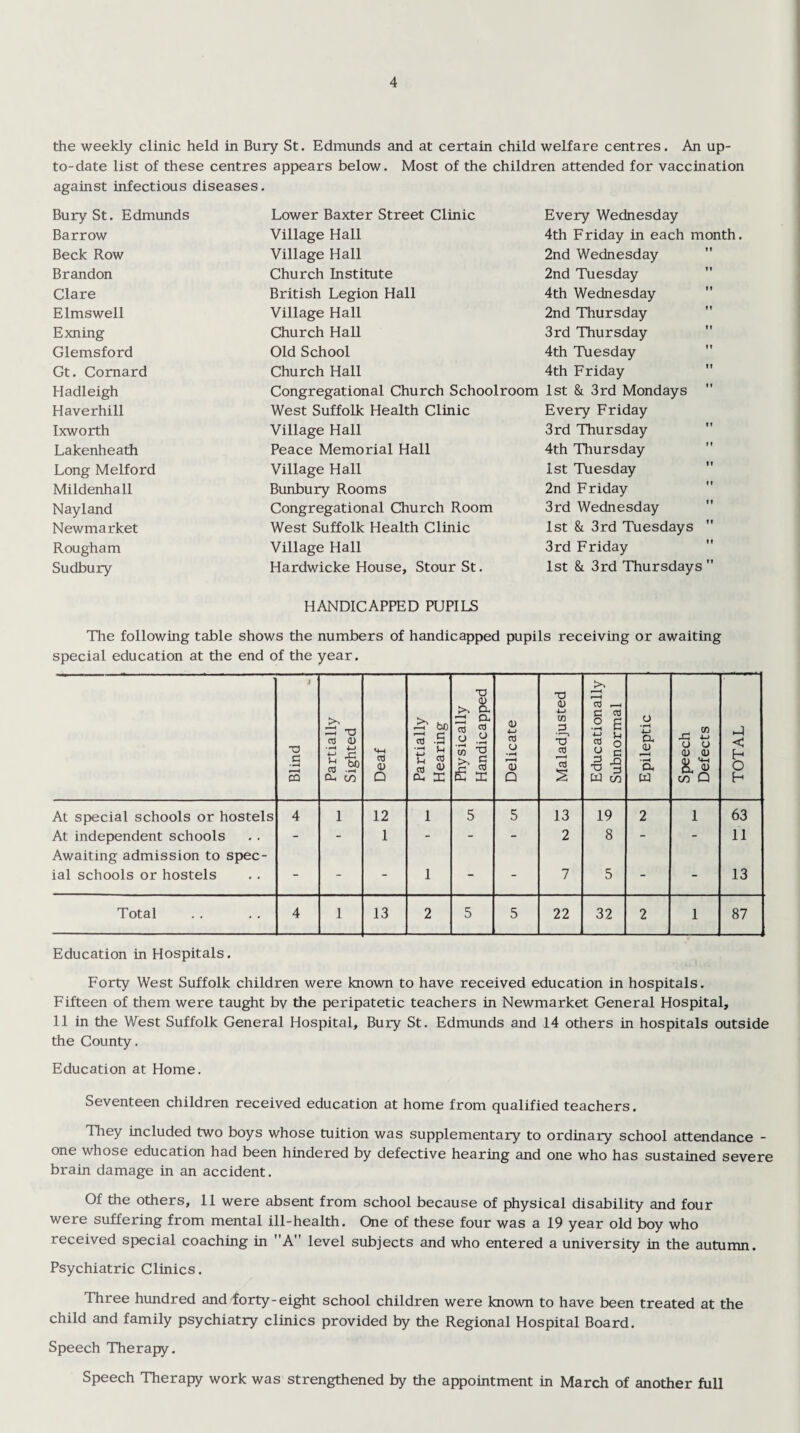 4
the weekly clinic held in Bury St. Edmunds and at certain child welfare centres. An up-
to-date list of these centres appears below. Most of the children attended for vaccination
against infectious diseases.
Bury St. Edmunds Lower Baxter Street Clinic Every Wednesday
Barrow Village Hall 4th Friday in each month.
Beck Row Village Hall 2nd Wednesday "
Brandon Church Institute 2nd Tuesday "
Clare British Legion Hall 4th Wednesday "
Elmswell Village Hall 2nd Thursday "
Exning Church Hall 3rd Thursday "
Glemsford Old School 4th Tuesday "
Gt. Cornard Church Hall 4th Friday "
Hadleigh Congregational Church Schoolroom 1st & 3rd Mondays "
Haverhill West Suffolk Health Clinic Every Friday
Ixworth Village Hall 3rd Thursday "
Lakenheath Peace Memorial Hall 4th Thursday "
Long Melford Village Hall 1st Tuesday "
Mildenhall Bunbury Rooms 2nd Friday "
Nayland Congregational Church Room 3rd Wednesday "
Newmarket West Suffolk Health Clinic 1st & 3rd Tuesdays "
Rougham Village Hall 3rd Friday "
Sudbury Hardwicke House, Stour St. 1st & 3rd Thursdays "
HANDICAPPED PUPILS
The following table shows the numbers of handicapped pupils receiving or awaiting
special education at the end of the year.
Blind
Partially Sighted
Deaf
Partially Hearing
Physically Handicapped
Delicate
Maladjusted
Educationally Subnormal
Epileptic
Speech Defects
TOTAL
At special schools or hostels 4 1 12 1 5 5 13 19 2 1 63
At independent schools .. - - 1 - - - 2 8 - - 11
Awaiting admission to spec-
ial schools or hostels .. - - - 1 - - 7 5 - - 13
Total .. .. 4 1 13 2 5 5 22 32 2 1 87
Education in Hospitals.
Forty West Suffolk children were known to have received education in hospitals.
Fifteen of them were taught by the peripatetic teachers in Newmarket General Hospital,
11 in the West Suffolk General Hospital, Bury St. Edmunds and 14 others in hospitals outside
the County.
Education at Home.
Seventeen children received education at home from qualified teachers.
They included two boys whose tuition was supplementary to ordinary school attendance -
one whose education had been hindered by defective hearing and one who has sustained severe
brain damage in an accident.
Of the others, 11 were absent from school because of physical disability and four
were suffering from mental ill-health. One of these four was a 19 year old boy who
received special coaching in "A" level subjects and who entered a university in the autumn.
Psychiatric Clinics.
Three hundred and forty-eight school children were known to have been treated at the
child and family psychiatry clinics provided by the Regional Hospital Board.
Speech Therapy.
Speech Therapy work was strengthened by the appointment in March of another full